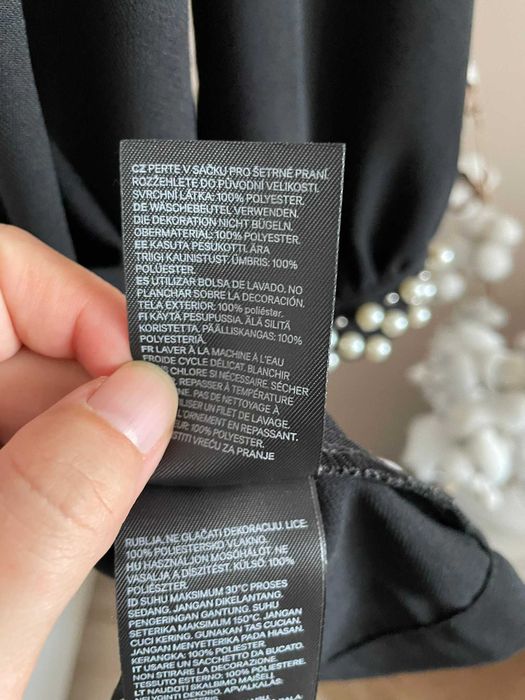 CZ PERTE V SÁČKU PRO ŠETRNÉ PRANÍ.
ROZŽEHLETE DO PŮVODNÍ VELIKOSTI.
SVRCHNÍ LÁTKA: 100% POLYESTER.
DE WÄSCHEBEUTEL VERWENDEN.
DIE DEKORATION NICHT BÜGELN.
OBERMATERIAL: 100% POLYESTER.
EE KASUTA PESUKOTTI. ÄRA
TRIIGI KAUNISTUST. ÜMBRIS: 100%
POLÜESTER.
ES UTILIZAR BOLSA DE LAVADO. NO
PLANCHAR SOBRE LA DECORACIÓN.
TELA EXTERIOR: 100% poliéster.
FI KÄYTÄ PESUPUSSIA, ÄLÄ SILITÄ
KORISTETTA. PÄÄLLISKANGAS: 100%
POLYESTERIÄ.
FR LAVER À LA MACHINE À L'EAU
FROIDE CYCLE DÉLICAT. BLANCHIR
CHLORE SI NÉCESSAIRE. SÉCHER
REPASSER À TEMPÉRATURE
PAS DE NETTOYAGE À
UN FILET DE LAVAGE.
L'ORNEMENT EN REPASSANT.
100% POLYESTER.
VREĆU ZA PRANJE
RUBLJA, NE GLAČATI DEKORACIJU. LICE:
100% POLIESTERSKO VLAKNO.
HU HASZNÁLJON MOSÓHÁLÓT. NE
VASALJA A DÍSZÍTÉST. KÜLSŐ: 100%
POLIÉSZTER.
ID SUHU MAKSIMUM 30°C PROSES
SEDANG. JANGAN DIKELANTANG.
PENGERINGAN GANTUNG. SUHU
SETERIKA MAKSIMUM 150°C. JANGAN
CUCI KERING. GUNAKAN TAS CUCIAN
JANGAN MENYETERIKA PADA HIASAN.
KERANGKA: 100% POLIESTER
IT USARE UN SACCHETTO DA BUCATO.
NON STIRARE LA DECORAZIONE.
TESSUTO ESTERNO: 100% POLIESTERE.
LT NAUDOTI SKALBIMO MAIŠELĮ